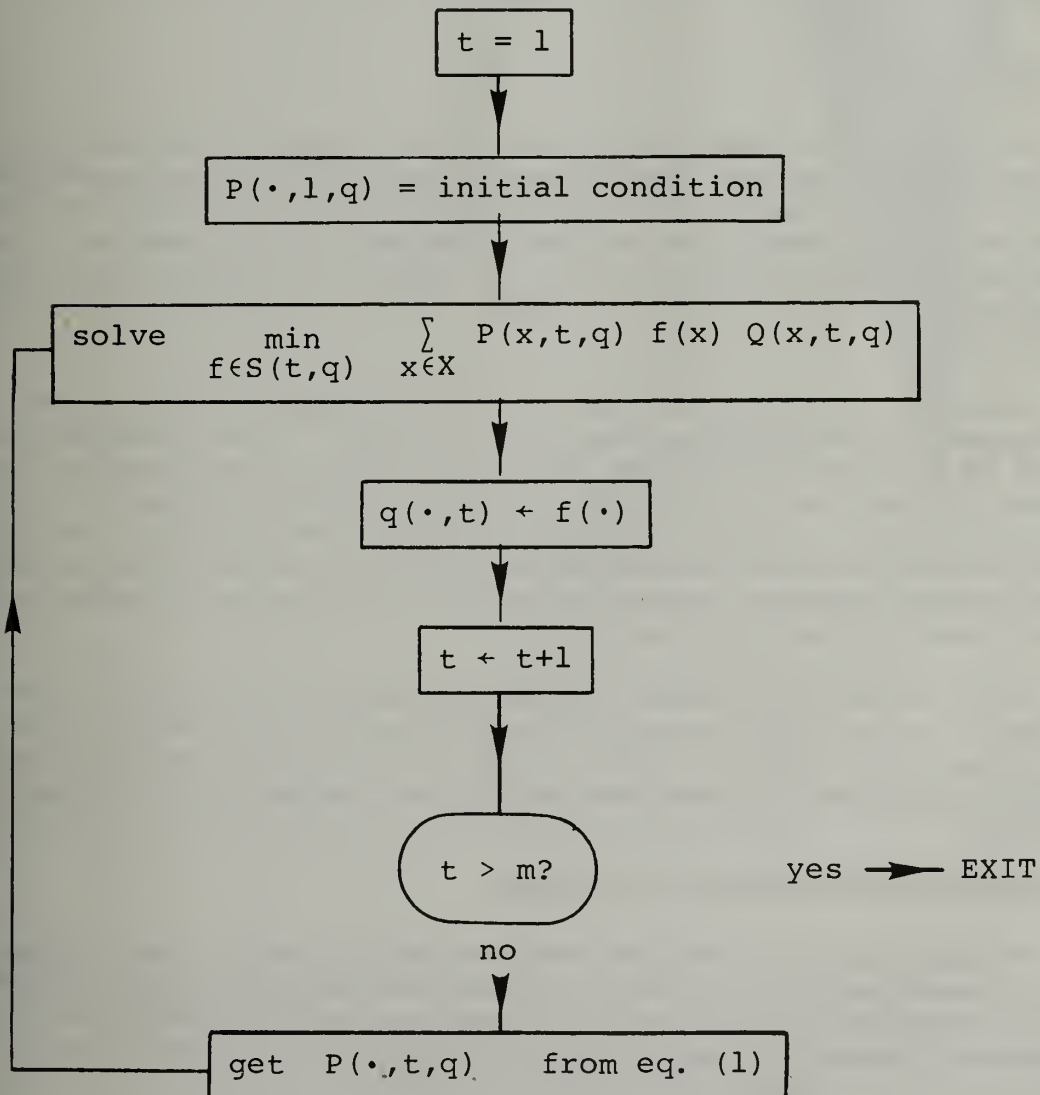 t = 1
P(·,1,q) = initial condition
solve min ∑ P(x,t,q) f(x) Q(x,t,q)
f∈S(t,q) x∈X
q(·,t) ← f(·)
t ← t+1
t > m?
yes EXIT
no
get P(·,t,q) from eq. (1)